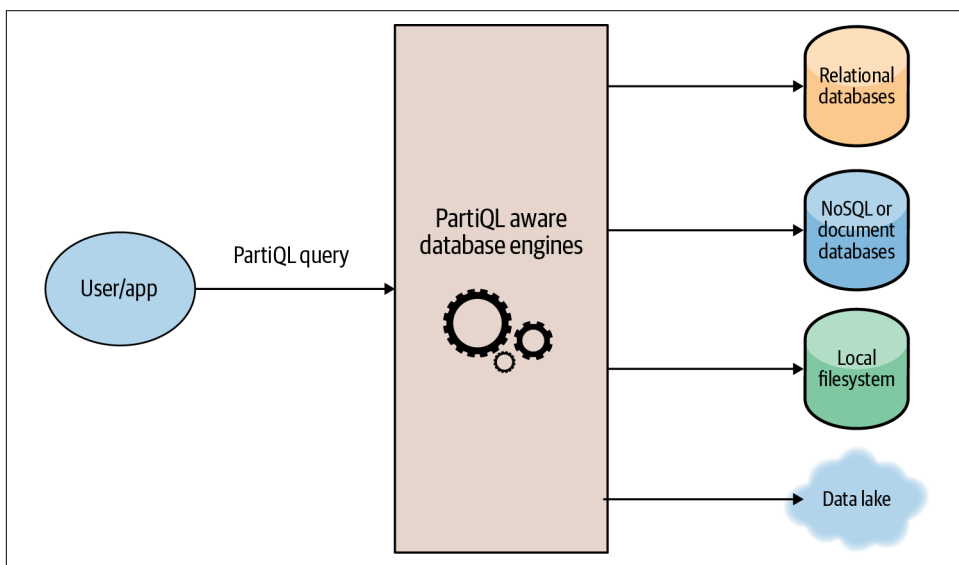 User/app
PartiQL query
PartiQL aware
database engines
Relational
databases
NoSQL or
document
databases
Local
filesystem
Data lake